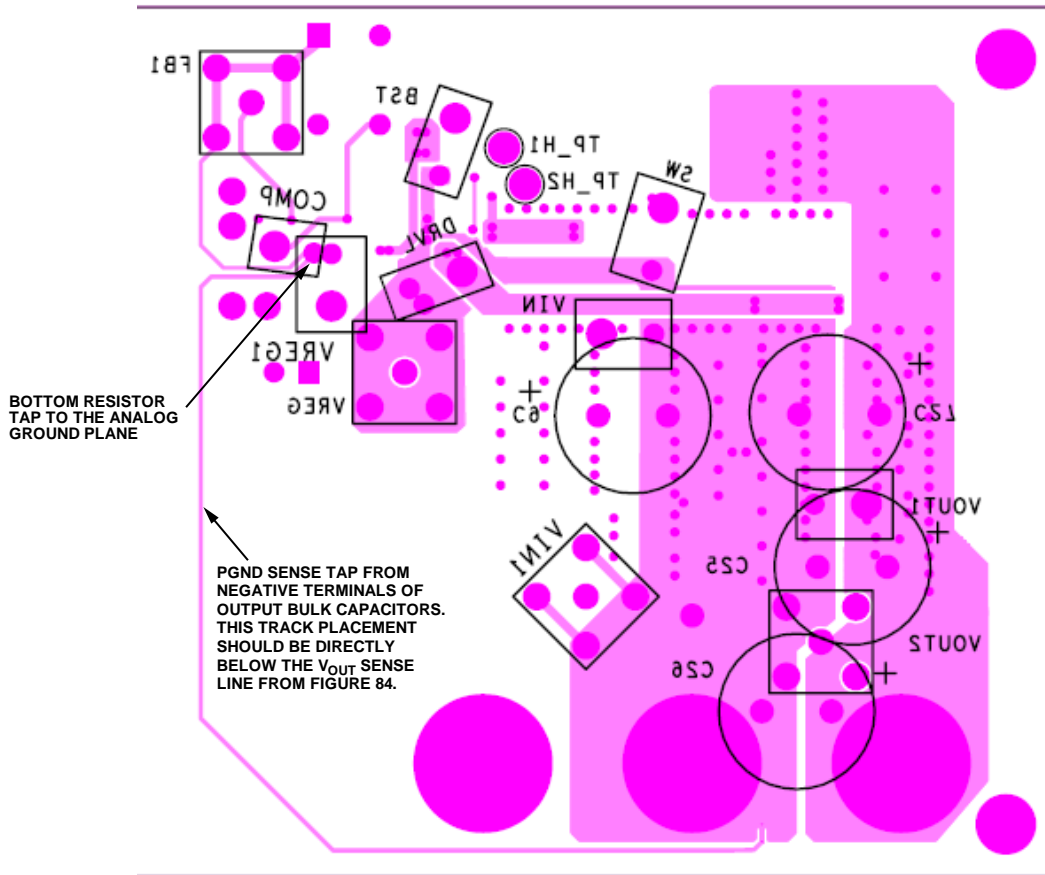 FB1
BST
TP_H1
TP_H2
SW
COMP
DRVL
VIN
VREG1
VREG
C6
C27
BOTTOM RESISTOR
TAP TO THE ANALOG
GROUND PLANE
VOUT1
VIN1
C25
PGND SENSE TAP FROM
NEGATIVE TERMINALS OF
OUTPUT BULK CAPACITORS.
THIS TRACK PLACEMENT
SHOULD BE DIRECTLY
BELOW THE VOUT SENSE
LINE FROM FIGURE 84.
VOUT2
C26